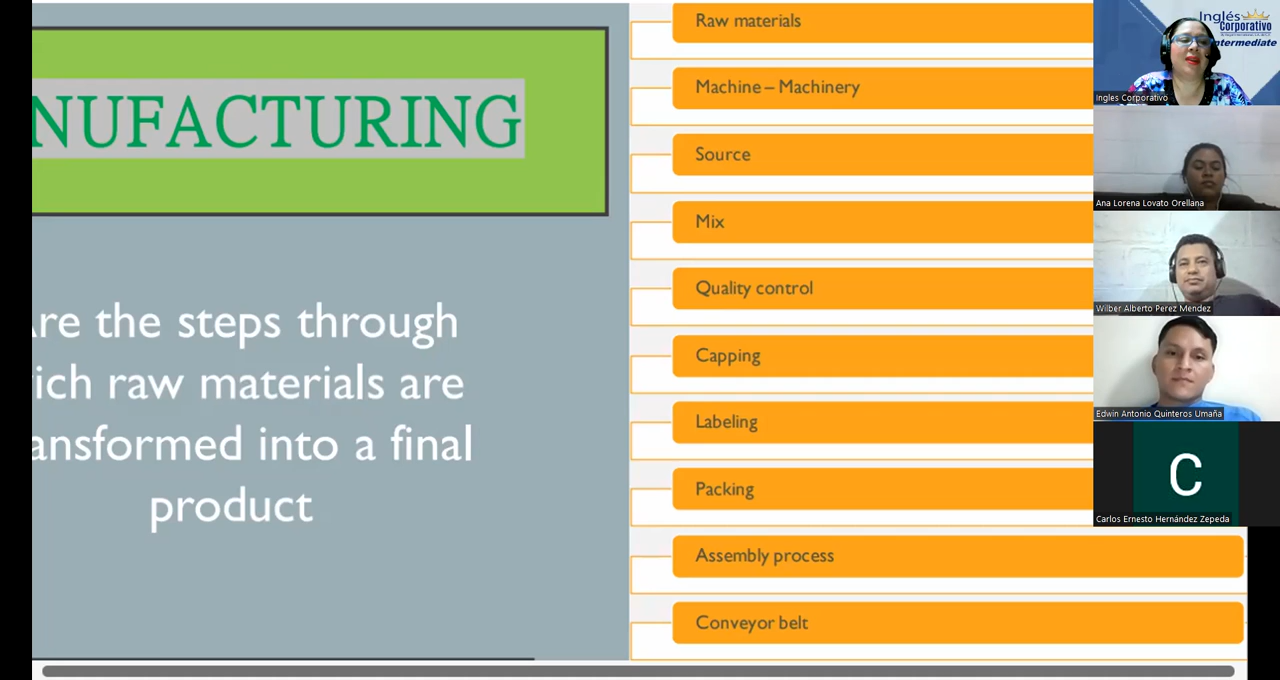 NUFACTURING
re the steps through
ich raw materials are
ansformed into a final
product
Raw materials
Machine – Machinery
Source
Mix
Quality control
Capping
Labeling
Packing
Assembly process
Conveyor belt
Inglés
Corporativo
Intermediate
Ingles Corporativo
Ana Lorena Lovato Orellana
Wilber Alberto Perez Mendez
Edwin Antonio Quinteros Umaña
C
Carlos Ernesto Hernández Zepeda